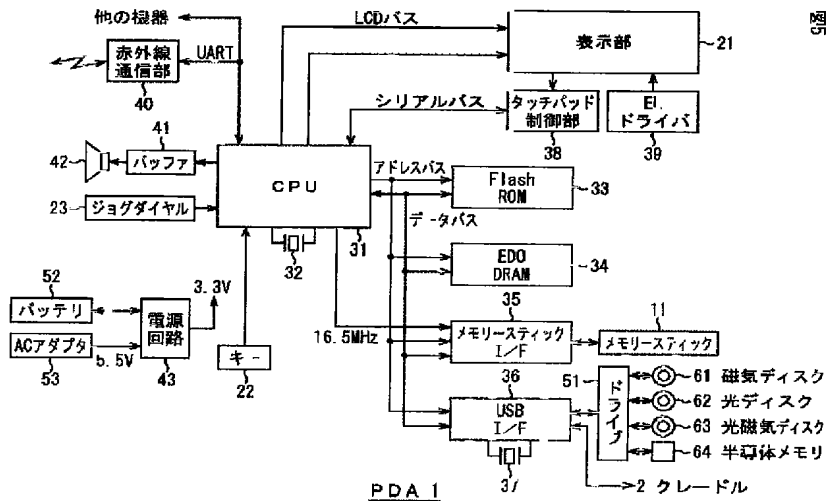 図5
他の機器
LCDバス
表示部
21
赤外線
通信部
UART
40
シリアルバス
タッチパッド
制御部
38
EL
ドライバ
39
41
42
バッファ
CPU
アドレスバス
Flash
ROM
33
23
ジョグダイヤル
データバス
31
32
EDO
DRAM
34
52
3.3V
バッテリ
電源
回路
35
16.5MHz
メモリースティック
I/F
11
メモリースティック
ACアダプタ
53
5.5V
43
キー
22
36
51
USB
I/F
ドライブ
61 磁気ディスク
62 光ディスク
63 光磁気ディスク
64 半導体メモリ
37
2 クレードル
PDA 1